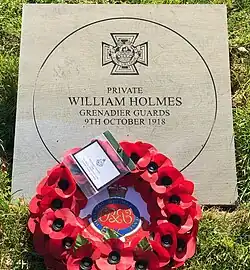 PRIVATE
WILLIAM HOLMES
GRENADIER GUARDS
9TH OCTOBER 1918